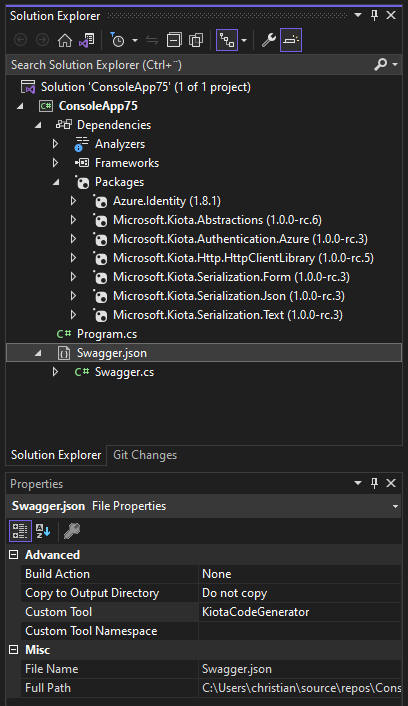 Solution Explorer
Search Solution Explorer (Ctrl+¨)
Solution 'ConsoleApp75' (1 of 1 project)
C# ConsoleApp75
Dependencies
Analyzers
Frameworks
Packages
Azure.Identity (1.8.1)
Microsoft.Kiota.Abstractions (1.0.0-rc.6)
Microsoft.Kiota.Authentication.Azure (1.0.0-rc.3)
Microsoft.Kiota.Http.HttpClientLibrary (1.0.0-rc.5)
Microsoft.Kiota.Serialization.Form (1.0.0-rc.3)
Microsoft.Kiota.Serialization.Json (1.0.0-rc.3)
Microsoft.Kiota.Serialization.Text (1.0.0-rc.3)
C# Program.cs
Swagger.json
C# Swagger.cs
Solution Explorer Git Changes
Properties
Swagger.json File Properties
Advanced
Build Action None
Copy to Output Directory Do not copy
Custom Tool KiotaCodeGenerator
Custom Tool Namespace
Misc
File Name Swagger.json
Full Path C:\Users\christian\source\repos\Cons